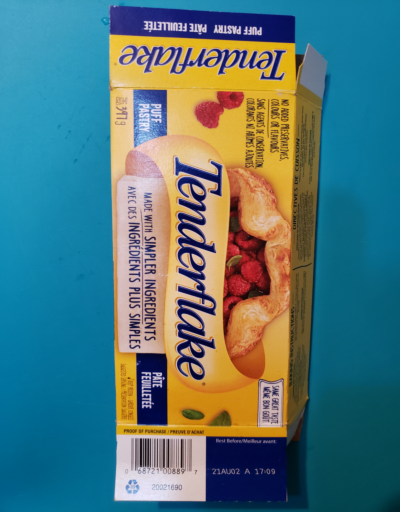 PUFF PASTRY PÂTE FEUILLETÉE
Tenderflake
NO ADDED PRESERVATIVES,
COLOURS OR FLAVOURS
SANS AGENTS DE CONSERVATION,
COLORANTS NI ARÔMES AJOUTÉS
397 g
PUFF
PASTRY
Tenderflake
MADE WITH SIMPLER INGREDIENTS
AVEC DES INGRÉDIENTS PLUS SIMPLES
PÂTE
FEUILLETÉE
SAME GREAT TASTE
MÊME BON GOÛT
PROOF OF PURCHASE / PREUVE D'ACHAT
Best Before/Meilleur avant:
0 68721 00889 7
21AU02 A 17:09
20021690